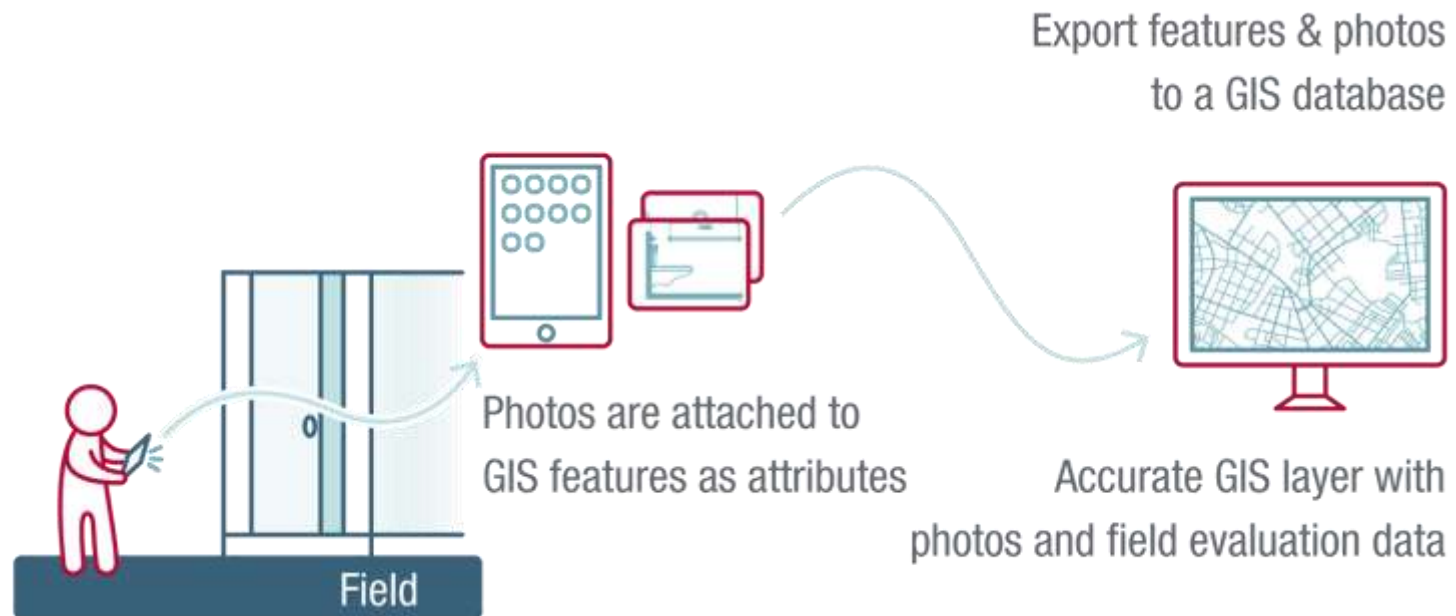 Export features & photos
to a GIS database
Photos are attached to
GIS features as attributes
Accurate GIS layer with
photos and field evaluation data
Field